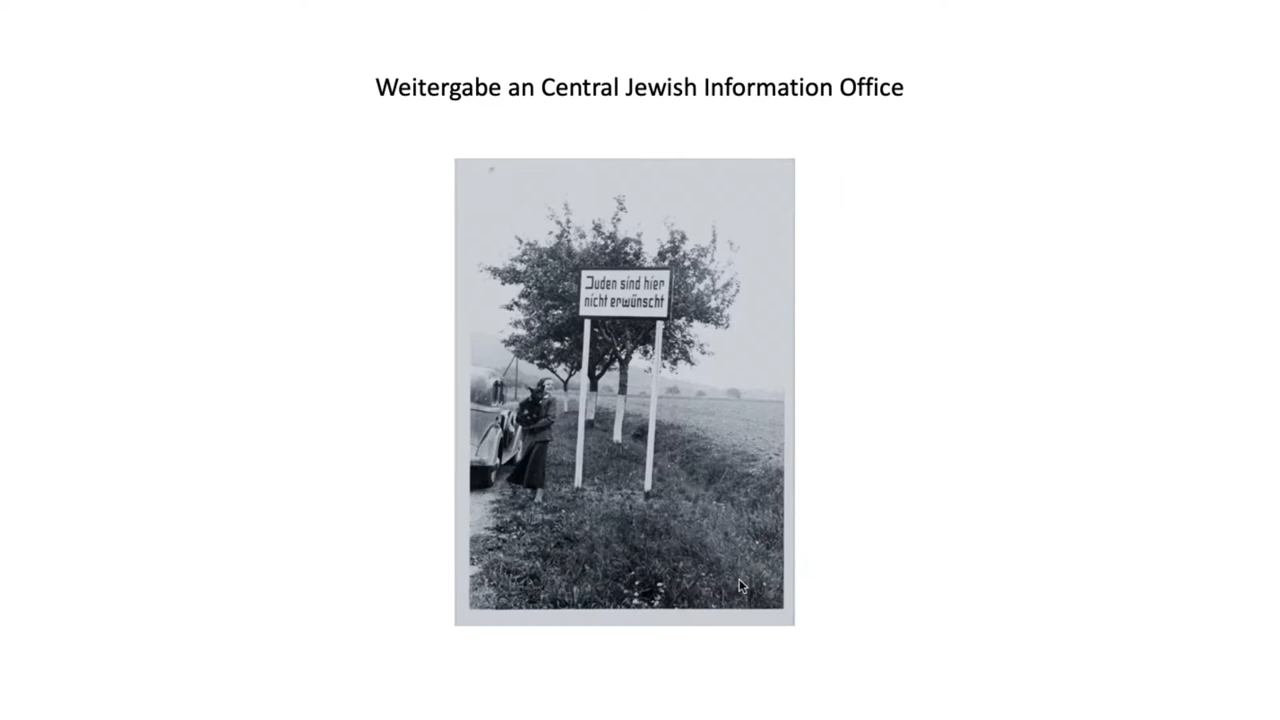 Weitergabe an Central Jewish Information Office
Juden sind hier
nicht erwünscht